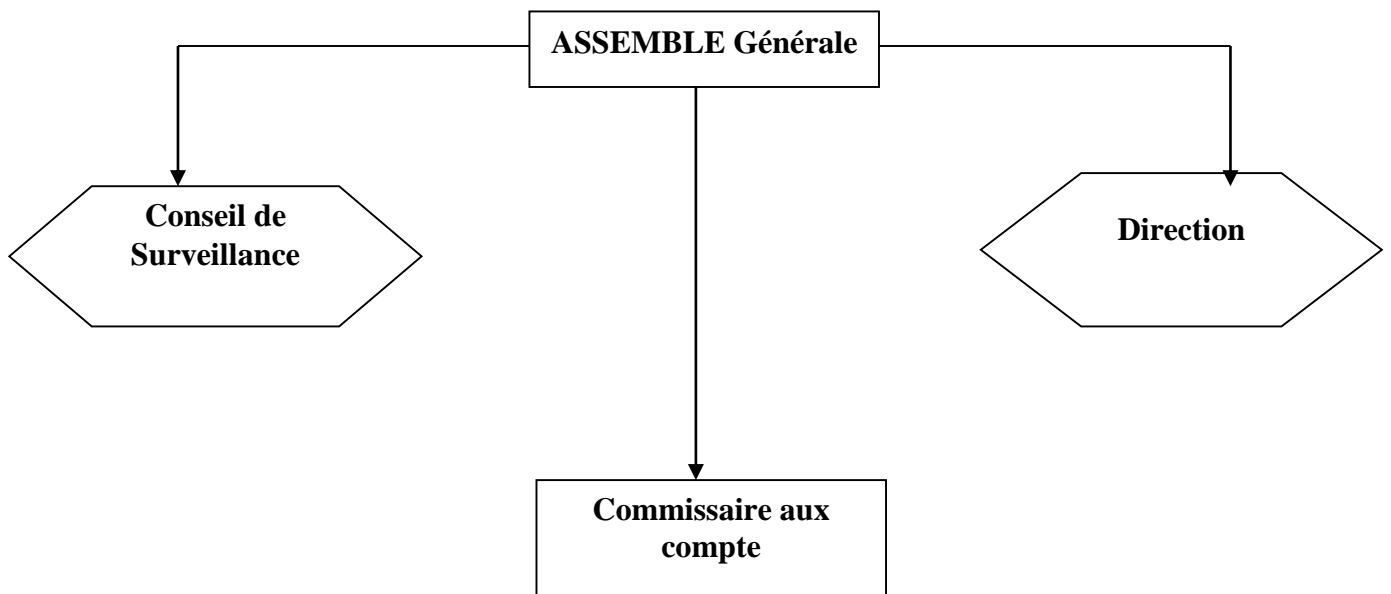 ASSEMBLE Générale
Conseil de
Surveillance
Direction
Commissaire aux
compte